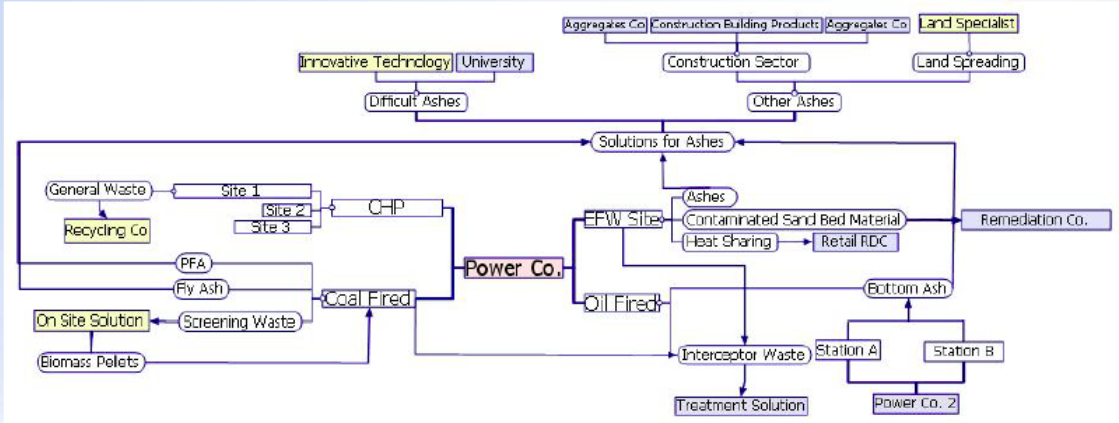 Aggregates Co
Construction Building Products
Aggregates Co
Land Specialist
Innovative Technology
University
Construction Sector
Land Spreading
Difficult Ashes
Other Ashes
Solutions for Ashes
General Waste
Site 1
Site 2
Site 3
CHP
Recycling Co
EFW Site
Ashes
Contaminated Sand Bed Material
Remediation Co.
Heat Sharing
Retail RDC
PFA
Power Co.
Fly Ash
Coal Fired
Oil Fired
Bottom Ash
On Site Solution
Screening Waste
Biomass Pellets
Interceptor Waste
Station A
Station B
Treatment Solution
Power Co. 2